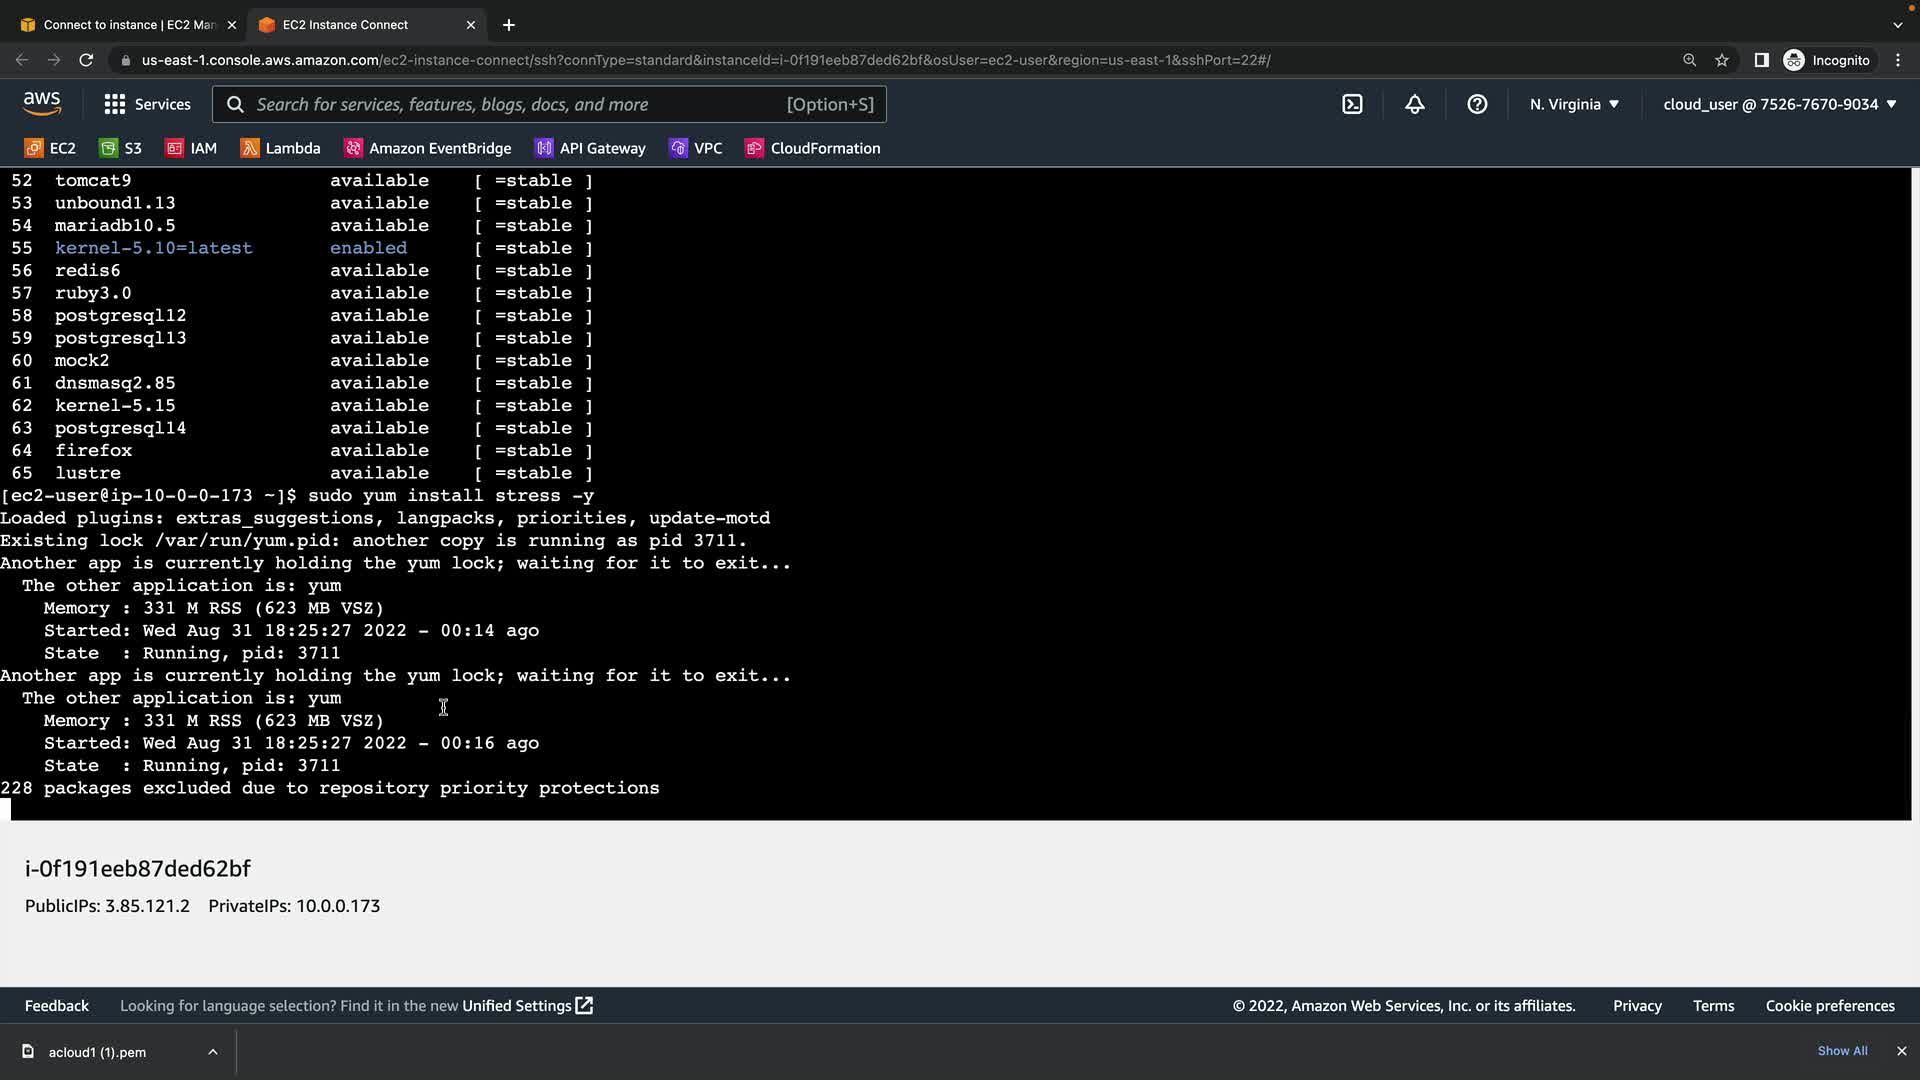 Connect to instance | EC2 Man
EC2 Instance Connect
us-east-1.console.aws.amazon.com/ec2-instance-connect/ssh?connType=standard&instanceId=i-0f191eeb87ded62bf&osUser=ec2-user&region=us-east-1&sshPort=22#/
Incognito
aws
Services
Search for services, features, blogs, docs, and more
[Option+S]
N. Virginia
cloud_user @ 7526-7670-9034
EC2
S3
IAM
Lambda
Amazon EventBridge
API Gateway
VPC
CloudFormation
52 tomcat9 available [ =stable ]
53 unbound1.13 available [ =stable ]
54 mariadb10.5 available [ =stable ]
55 kernel-5.10=latest enabled [ =stable ]
56 redis6 available [ =stable ]
57 ruby3.0 available [ =stable ]
58 postgresql12 available [ =stable ]
59 postgresql13 available [ =stable ]
60 mock2 available [ =stable ]
61 dnsmasq2.85 available [ =stable ]
62 kernel-5.15 available [ =stable ]
63 postgresql14 available [ =stable ]
64 firefox available [ =stable ]
65 lustre available [ =stable ]
[ec2-user@ip-10-0-0-173 ~]$ sudo yum install stress -y
Loaded plugins: extras_suggestions, langpacks, priorities, update-motd
Existing lock /var/run/yum.pid: another copy is running as pid 3711.
Another app is currently holding the yum lock; waiting for it to exit...
The other application is: yum
Memory : 331 M RSS (623 MB VSZ)
Started: Wed Aug 31 18:25:27 2022 - 00:14 ago
State : Running, pid: 3711
Another app is currently holding the yum lock; waiting for it to exit...
The other application is: yum
Memory : 331 M RSS (623 MB VSZ)
Started: Wed Aug 31 18:25:27 2022 - 00:16 ago
State : Running, pid: 3711
228 packages excluded due to repository priority protections
i-0f191eeb87ded62bf
PublicIPs: 3.85.121.2 PrivateIPs: 10.0.0.173
Feedback
Looking for language selection? Find it in the new Unified Settings
© 2022, Amazon Web Services, Inc. or its affiliates.
Privacy
Terms
Cookie preferences
acloud1 (1).pem
Show All